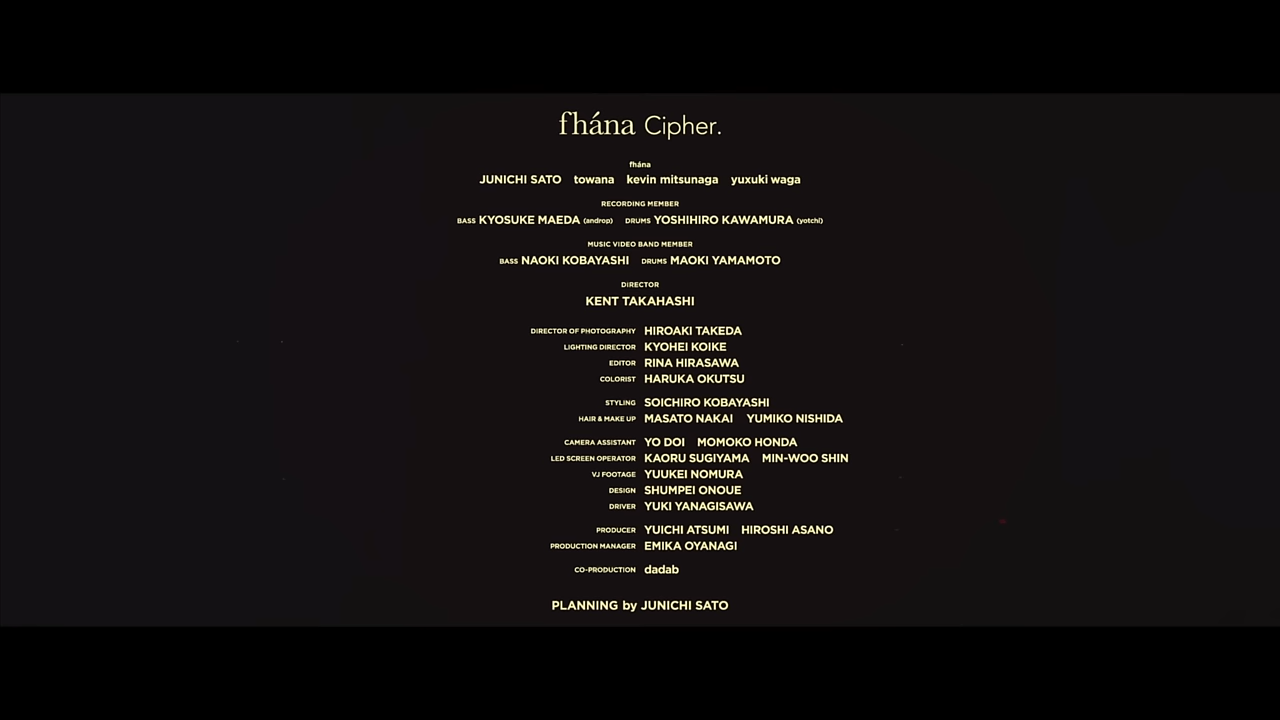 fhána Cipher.
fhána
JUNICHI SATO towana kevin mitsunaga yuxuki waga
RECORDING MEMBER
BASS KYOSUKE MAEDA (androp) DRUMS YOSHIHIRO KAWAMURA (yotchi)
MUSIC VIDEO BAND MEMBER
BASS NAOKI KOBAYASHI DRUMS MAOKI YAMAMOTO
DIRECTOR
KENT TAKAHASHI
DIRECTOR OF PHOTOGRAPHY HIROAKI TAKEDA
LIGHTING DIRECTOR KYOHEI KOIKE
EDITOR RINA HIRASAWA
COLORIST HARUKA OKUTSU
STYLING SOICHIRO KOBAYASHI
HAIR & MAKE UP MASATO NAKAI YUMIKO NISHIDA
CAMERA ASSISTANT YO DOI MOMOKO HONDA
LED SCREEN OPERATOR KAORU SUGIYAMA MIN-WOO SHIN
VJ FOOTAGE YUUKEI NOMURA
DESIGN SHUMPEI ONOUE
DRIVER YUKI YANAGISAWA
PRODUCER YUICHI ATSUMI HIROSHI ASANO
PRODUCTION MANAGER EMIKA OYANAGI
CO-PRODUCTION dadab
PLANNING by JUNICHI SATO